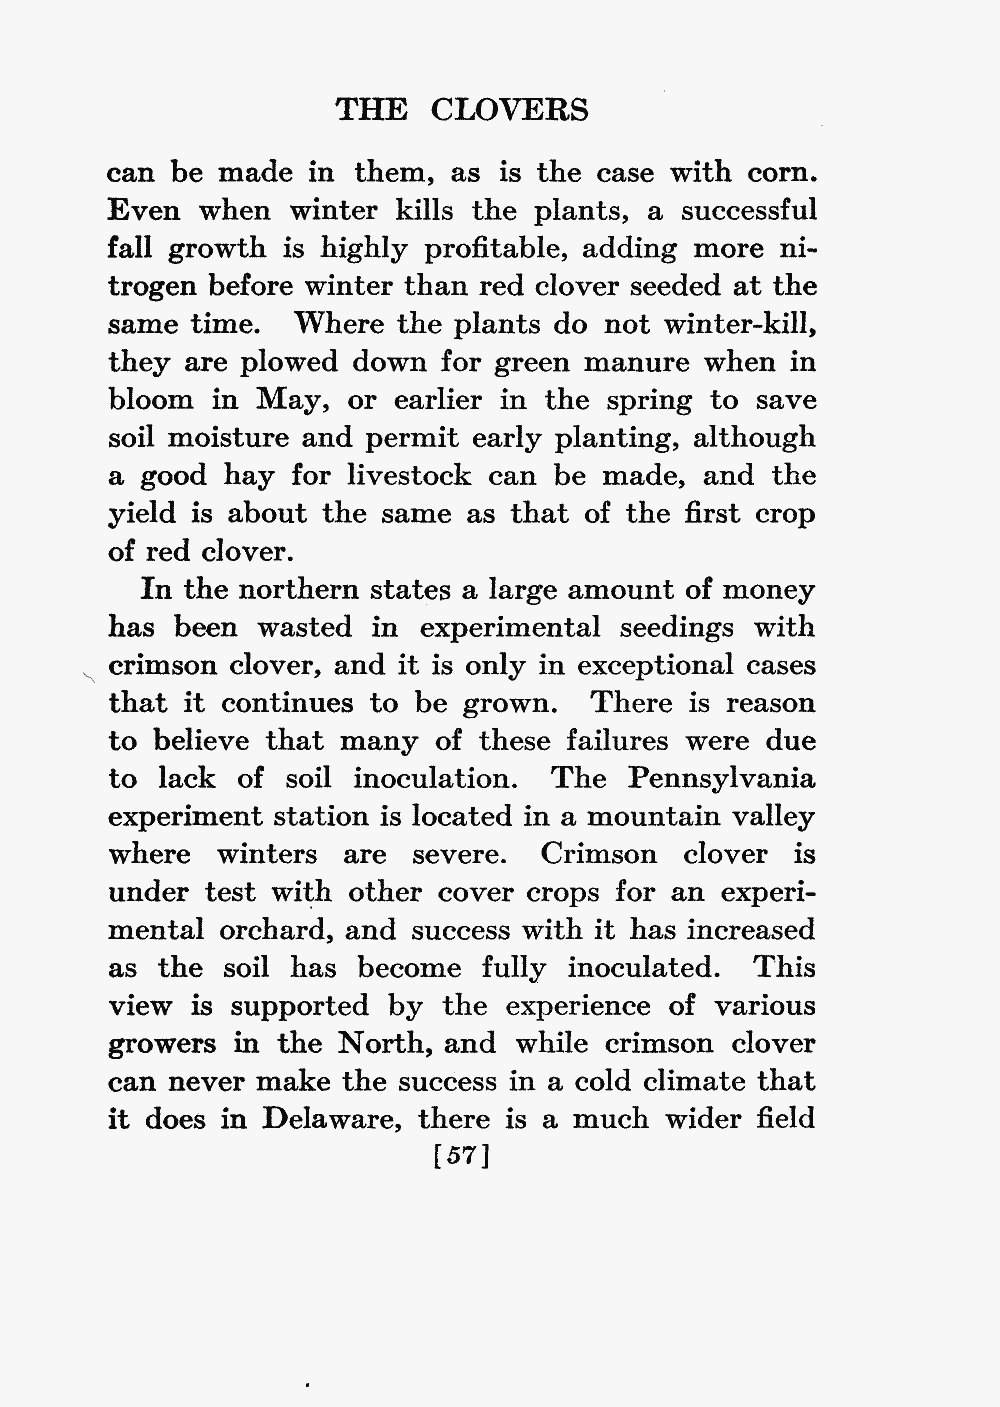 THE CLOVERS
can be made in them, as is the case with corn.
Even when winter kills the plants, a successful
fall growth is highly profitable, adding more ni-
trogen before winter than red clover seeded at the
same time. Where the plants do not winter-kill,
they are plowed down for green manure when in
bloom in May, or earlier in the spring to save
soil moisture and permit early planting, although
a good hay for livestock can be made, and the
yield is about the same as that of the first crop
of red clover.
In the northern states a large amount of money
has been wasted in experimental seedings with
crimson clover, and it is only in exceptional cases
that it continues to be grown. There is reason
to believe that many of these failures were due
to lack of soil inoculation. The Pennsylvania
experiment station is located in a mountain valley
where winters are severe. Crimson clover is
under test with other cover crops for an experi-
mental orchard, and success with it has increased
as the soil has become fully inoculated. This
view is supported by the experience of various
growers in the North, and while crimson clover
can never make the success in a cold climate that
it does in Delaware, there is a much wider field
[57]